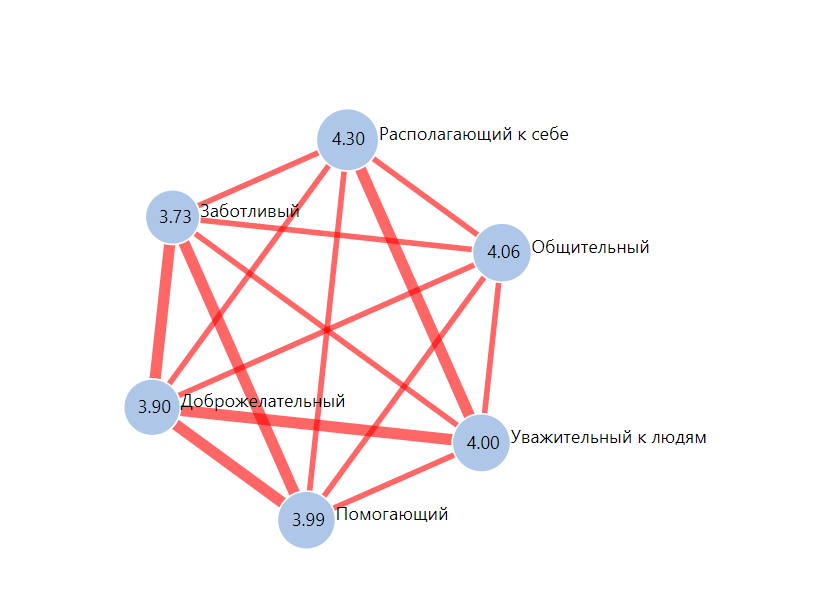 4.30 Располагающий к себе
3.73 Заботливый
4.06 Общительный
3.90 Доброжелательный
4.00 Уважительный к людям
3.99 Помогающий